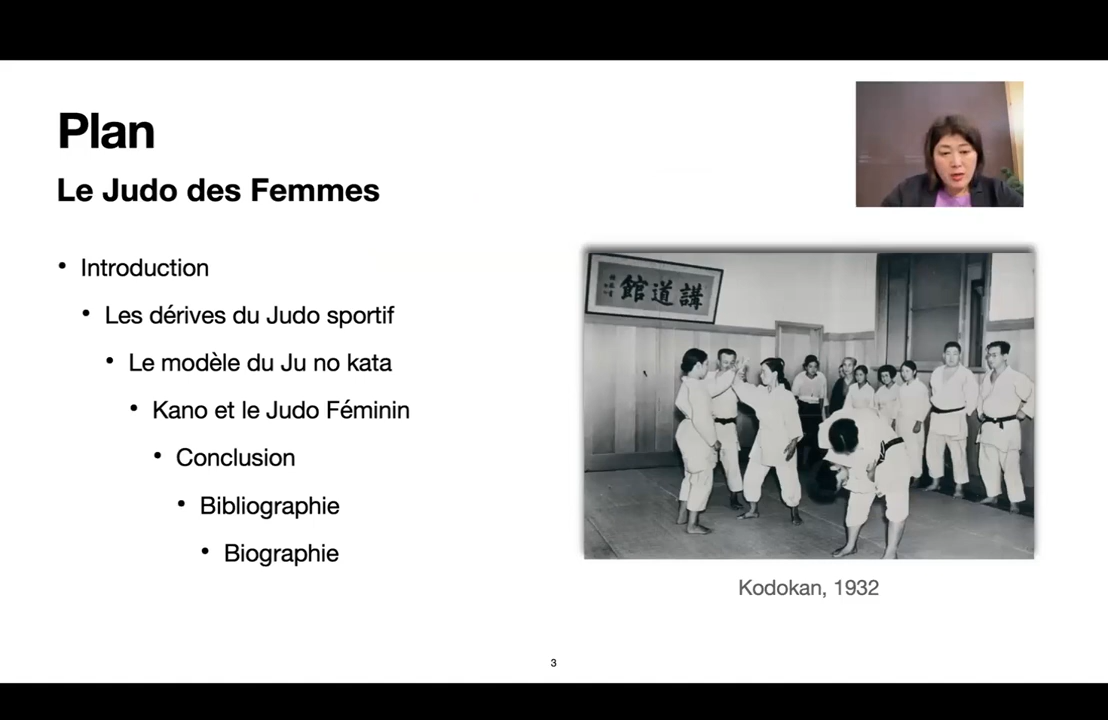 Plan
Le Judo des Femmes
• Introduction
• Les dérives du Judo sportif
• Le modèle du Ju no kata
• Kano et le Judo Féminin
• Conclusion
• Bibliographie
• Biographie
館道講
Kodokan, 1932
3